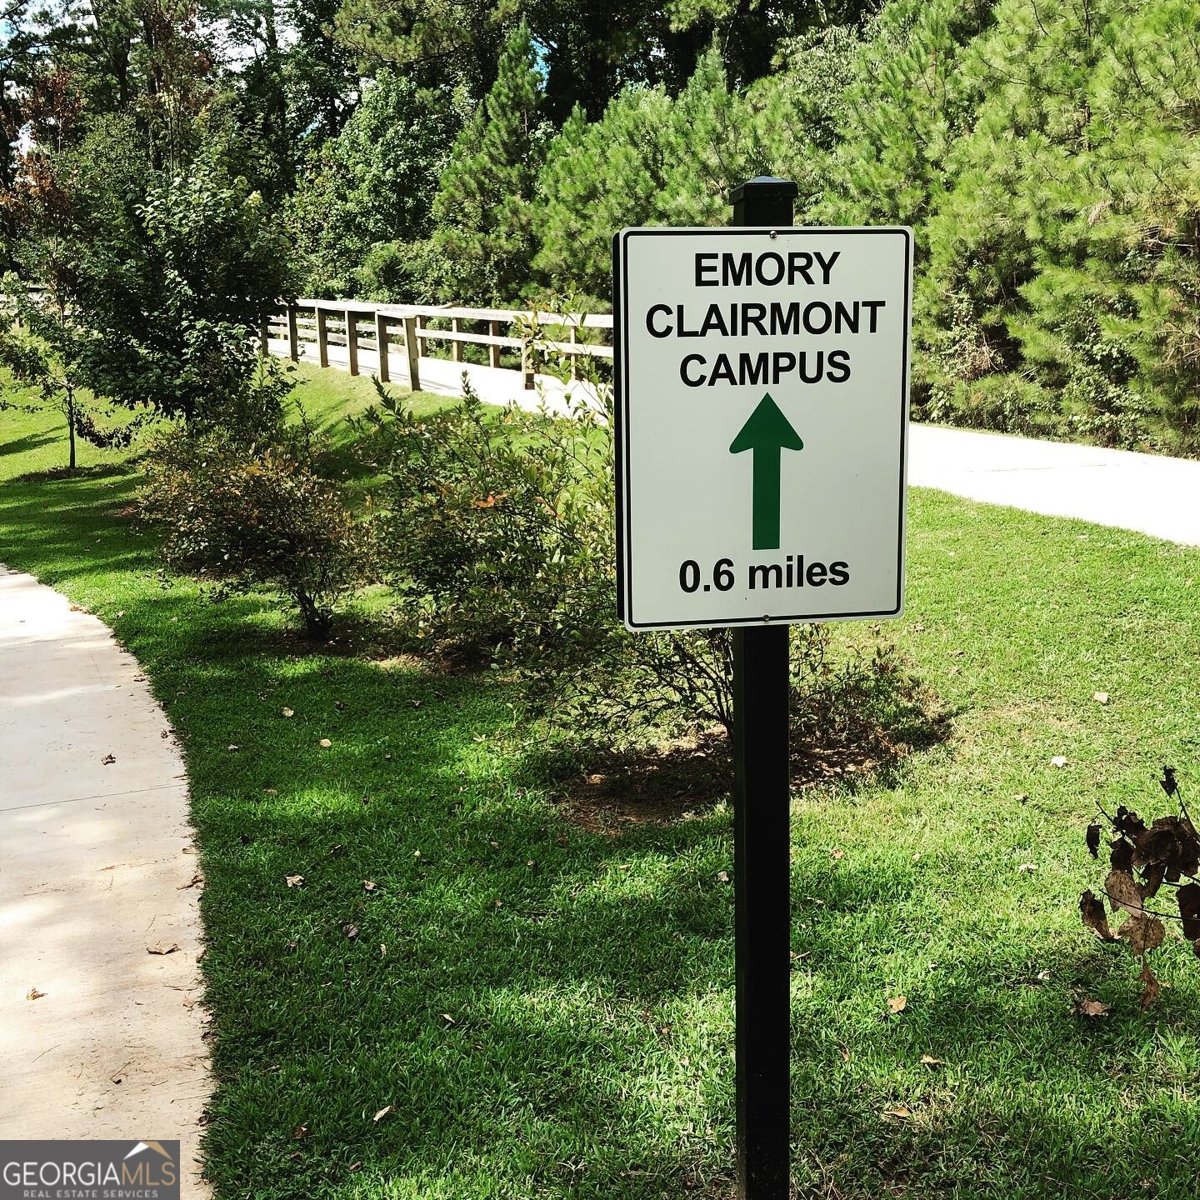 EMORY
CLAIRMONT
CAMPUS
0.6 miles
GEORGIAMLS
REAL ESTATE SERVICES